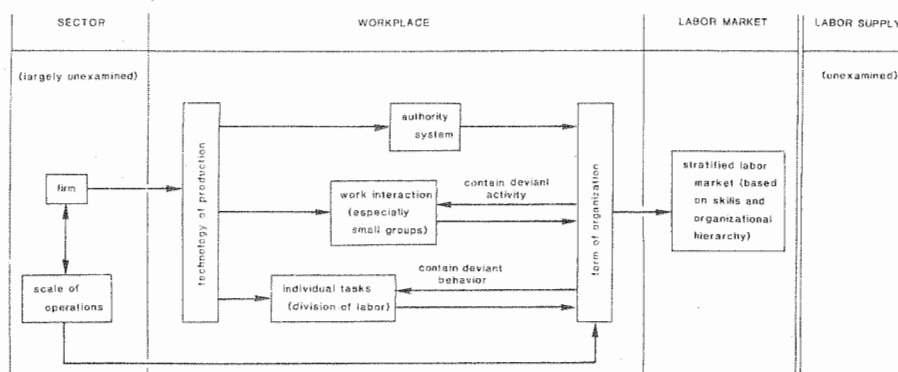 SECTOR
WORKPLACE
LABOR MARKET
LABOR SUPPLY
(largely unexamined)
(unexamined)
firm
scale of
operations
technology of production
authority
system
work interaction
(especially
small groups)
individual tasks
(division of labor)
contain deviant
activity
contain deviant
behavior
form of organization
stratified labor
market (based
on skills and
organizational
hierarchy)